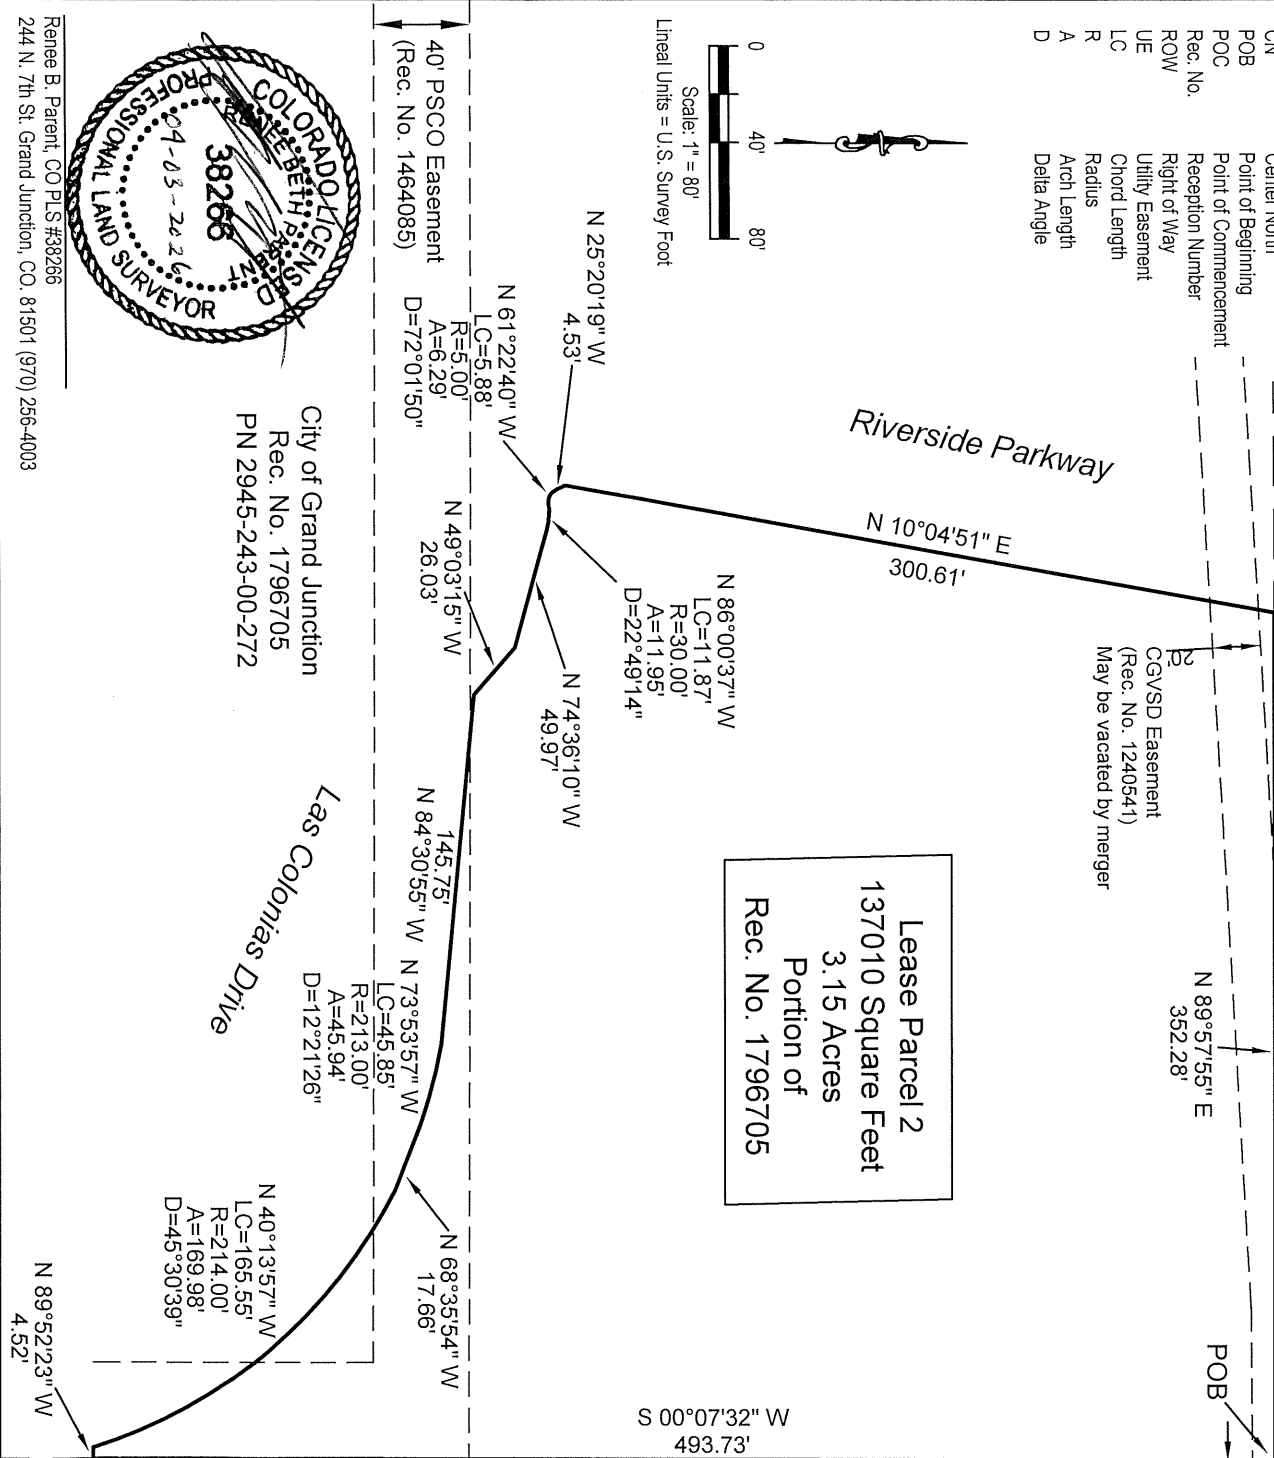 POB Point of Beginning
POC Point of Commencement
Rec. No. Reception Number
ROW Right of Way
UE Utility Easement
LC Chord Length
R Radius
A Arch Length
D Delta Angle
0 40' 80'
Scale: 1" = 80'
Lineal Units = U.S. Survey Foot
Riverside Parkway
N 10°04'51" E
300.61'
20'
CGVSD Easement
(Rec. No. 1240541)
May be vacated by merger
N 89°57'55" E
352.28'
POB
Lease Parcel 2
137010 Square Feet
3.15 Acres
Portion of
Rec. No. 1796705
S 00°07'32" W
493.73'
N 25°20'19" W
4.53'
N 61°22'40" W
LC=5.88'
R=5.00'
A=6.29'
D=72°01'50"
N 86°00'37" W
LC=11.87'
R=30.00'
A=11.95'
D=22°49'14"
N 74°36'10" W
49.97'
N 49°03'15" W
26.03'
145.75'
N 84°30'55" W
N 73°53'57" W
LC=45.85'
R=213.00'
A=45.94'
D=12°21'26"
N 68°35'54" W
17.66'
N 40°13'57" W
LC=165.55'
R=214.00'
A=169.98'
D=45°30'39"
N 89°52'23" W
4.52'
40' PSCO Easement
(Rec. No. 1464085)
City of Grand Junction
Rec. No. 1796705
PN 2945-243-00-272
Las Colonias Drive
COLORADO LICENSED
RENEE BETH PARENT
38266
04-03-2026
PROFESSIONAL LAND SURVEYOR
Renee B. Parent, CO PLS #38266
244 N. 7th St. Grand Junction, CO. 81501 (970) 256-4003